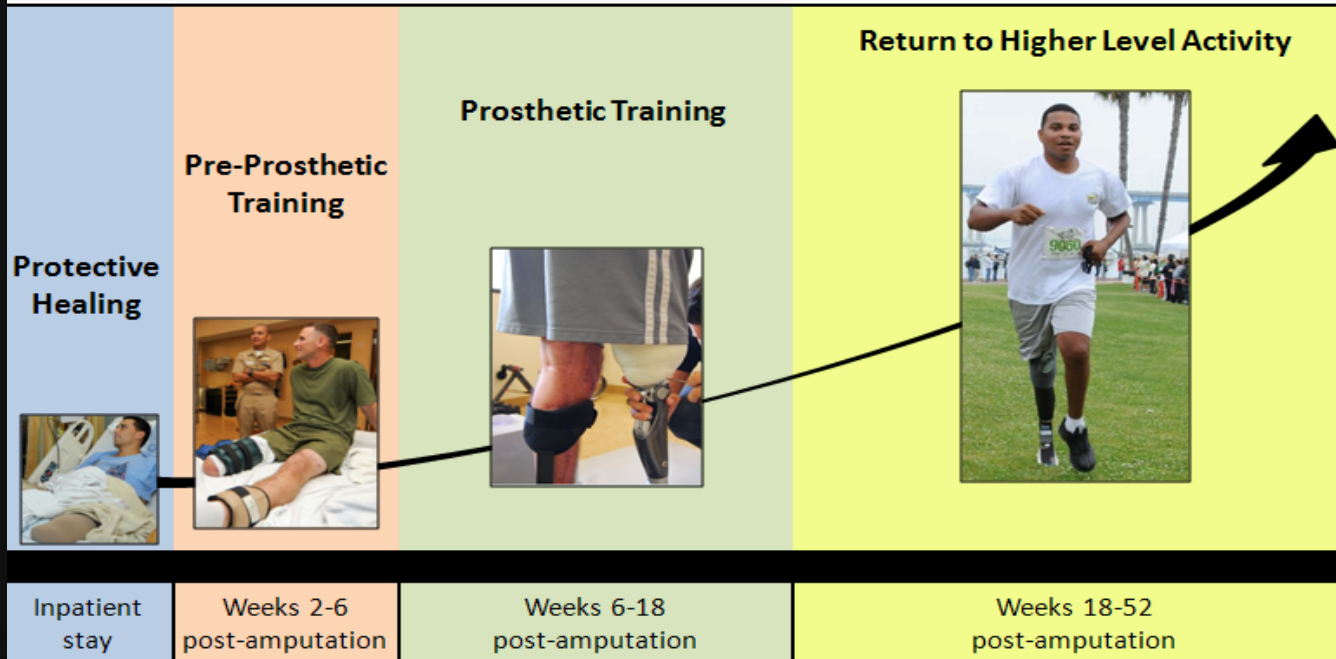 Return to Higher Level Activity
Prosthetic Training
Pre-Prosthetic
Training
Protective
Healing
9060
Inpatient
stay
Weeks 2-6
post-amputation
Weeks 6-18
post-amputation
Weeks 18-52
post-amputation